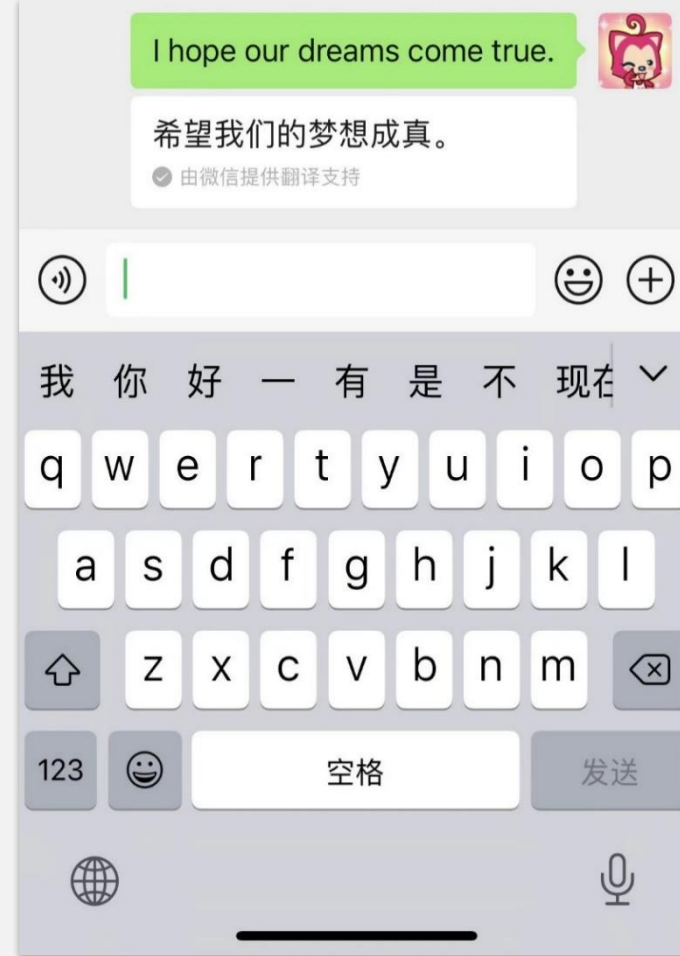 I hope our dreams come true.
希望我们的梦想成真。
由微信提供翻译支持
我 你 好 一 有 是 不 现在
q w e r t y u i o p
a s d f g h j k l
z x c v b n m
123 空格 发送